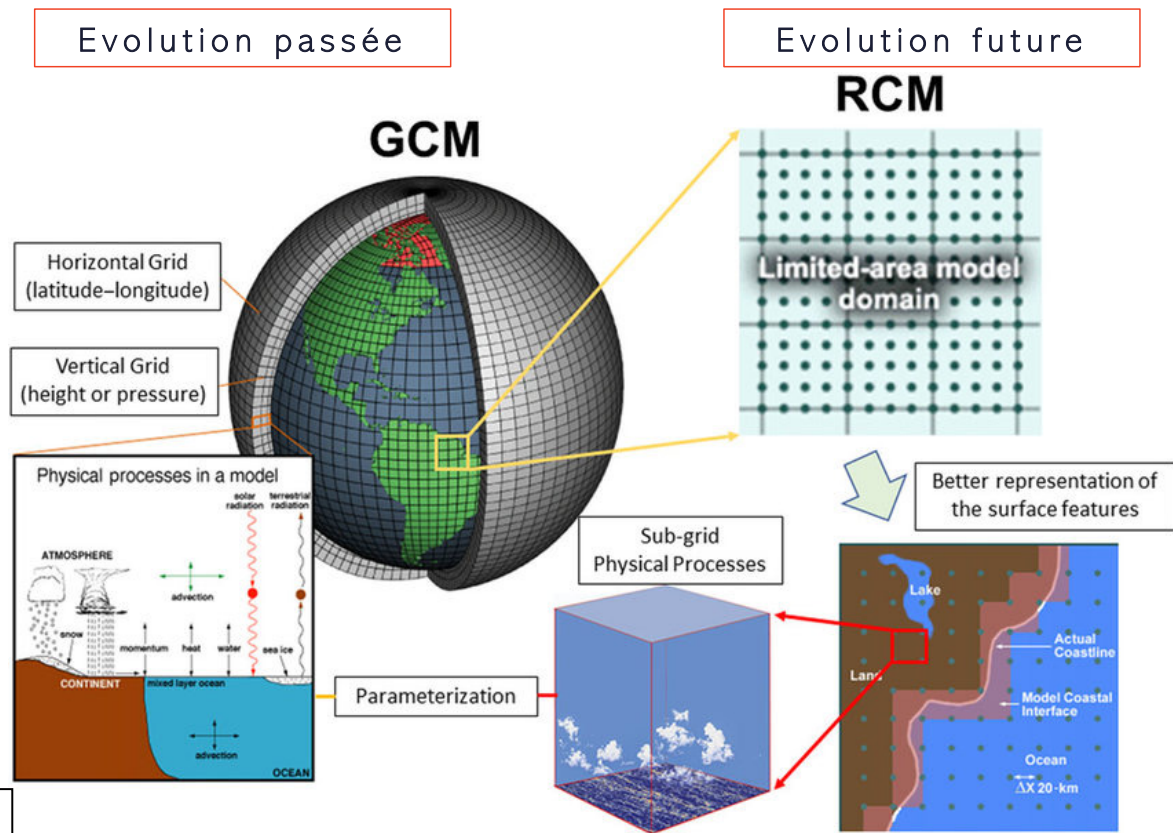 Evolution passée
Evolution future
GCM
RCM
Limited-area model
domain
Horizontal Grid
(latitude–longitude)
Vertical Grid
(height or pressure)
Physical processes in a model
solar
radiation
terrestrial
radiation
ATMOSPHERE
advection
snow
momentum
heat
water
sea ice
CONTINENT
mixed layer ocean
advection
OCEAN
Parameterization
Sub-grid
Physical Processes
Better representation of
the surface features
Lake
Land
Actual
Coastline
Model Coastal
Interface
Ocean
ΔX 20-km